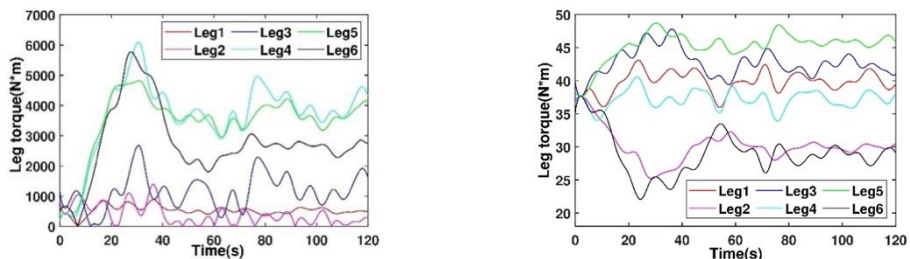 7000
6000
5000
4000
3000
2000
1000
0
Leg torque(N*m)
Leg1 Leg3 Leg5
Leg2 Leg4 Leg6
0 20 40 60 80 100 120
Time(s)
50
45
40
35
30
25
20
Leg torque(N*m)
Leg1 Leg3 Leg5
Leg2 Leg4 Leg6
0 20 40 60 80 100 120
Time(s)